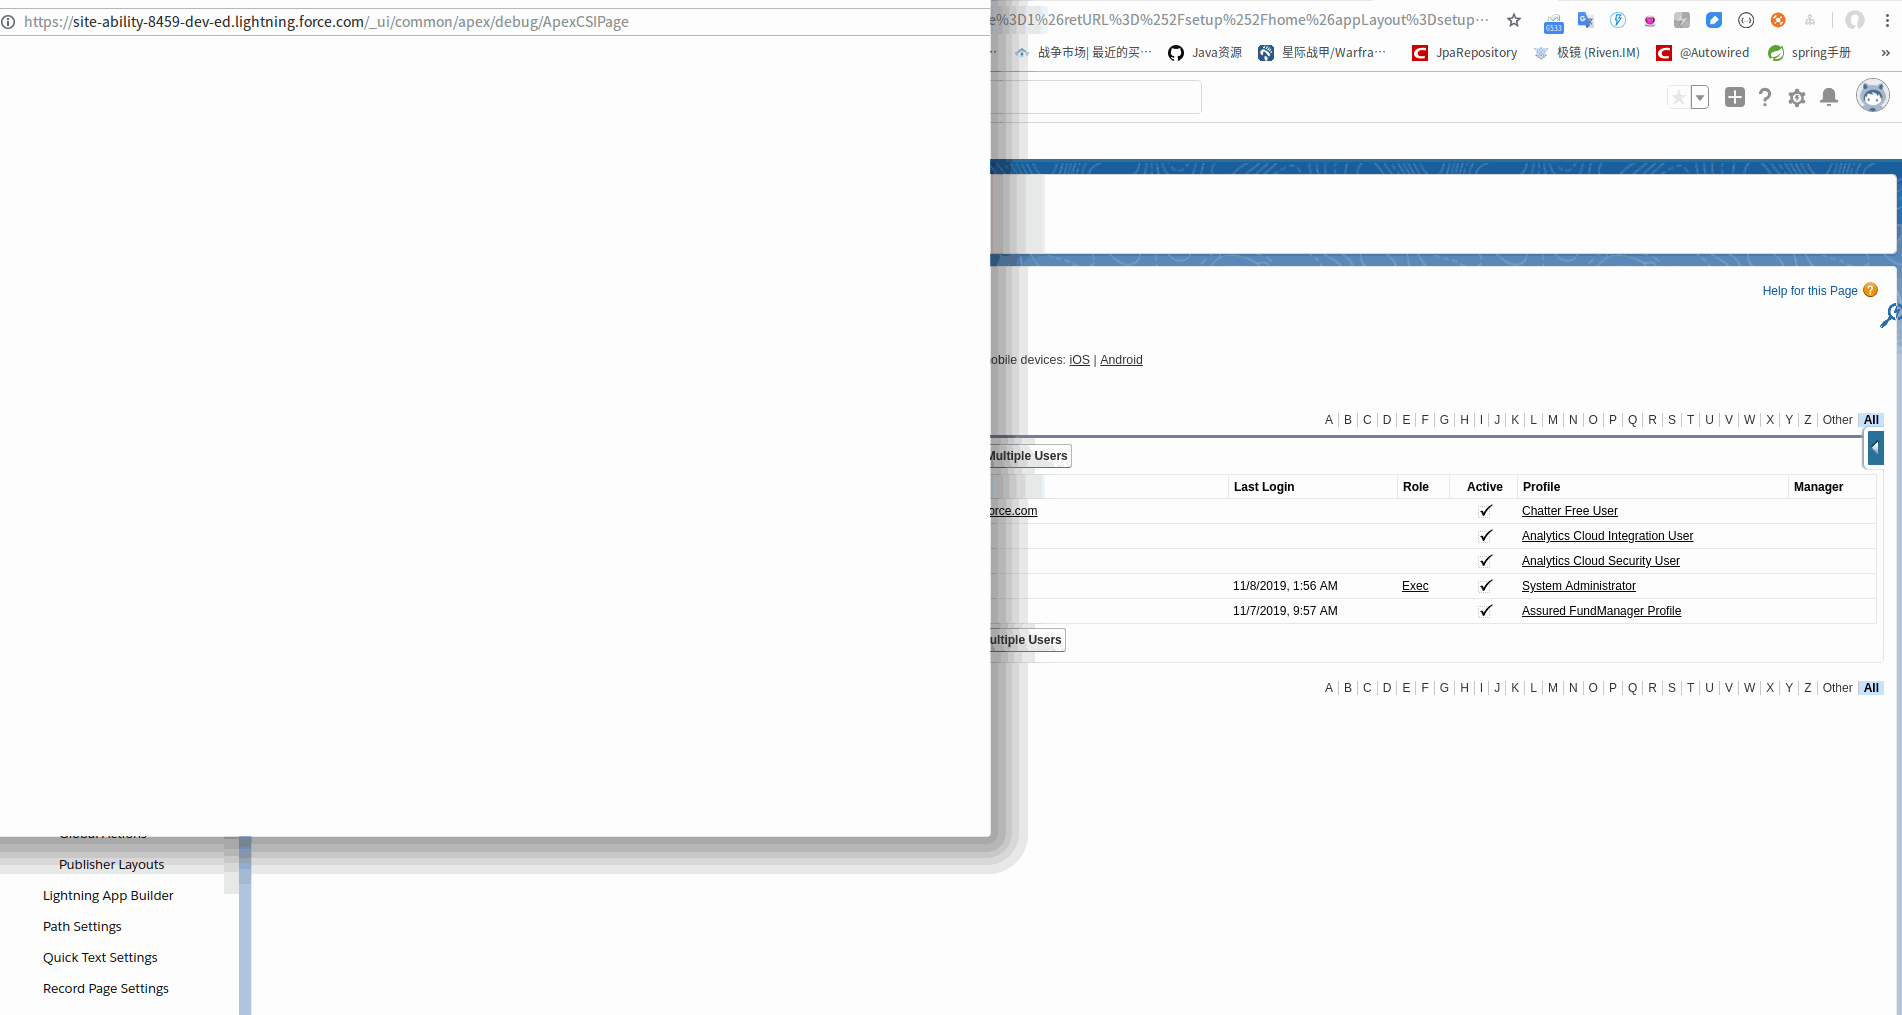 https://site-ability-8459-dev-ed.lightning.force.com/_ui/common/apex/debug/ApexCSIPage
e%3D1%26retURL%3D%252Fsetup%252Fhome%26appLayout%3Dsetup···
6533
战争市场| 最近的买··· Java资源 星际战甲/Warfra··· JpaRepository 极镜 (Riven.IM) @Autowired spring手册 »
Help for this Page
obile devices: iOS | Android
A | B | C | D | E | F | G | H | I | J | K | L | M | N | O | P | Q | R | S | T | U | V | W | X | Y | Z | Other | All
Multiple Users
Last Login Role Active Profile Manager
orce.com Chatter Free User
Analytics Cloud Integration User
Analytics Cloud Security User
11/8/2019, 1:56 AM Exec System Administrator
11/7/2019, 9:57 AM Assured FundManager Profile
ultiple Users
A | B | C | D | E | F | G | H | I | J | K | L | M | N | O | P | Q | R | S | T | U | V | W | X | Y | Z | Other | All
Global Actions
Publisher Layouts
Lightning App Builder
Path Settings
Quick Text Settings
Record Page Settings